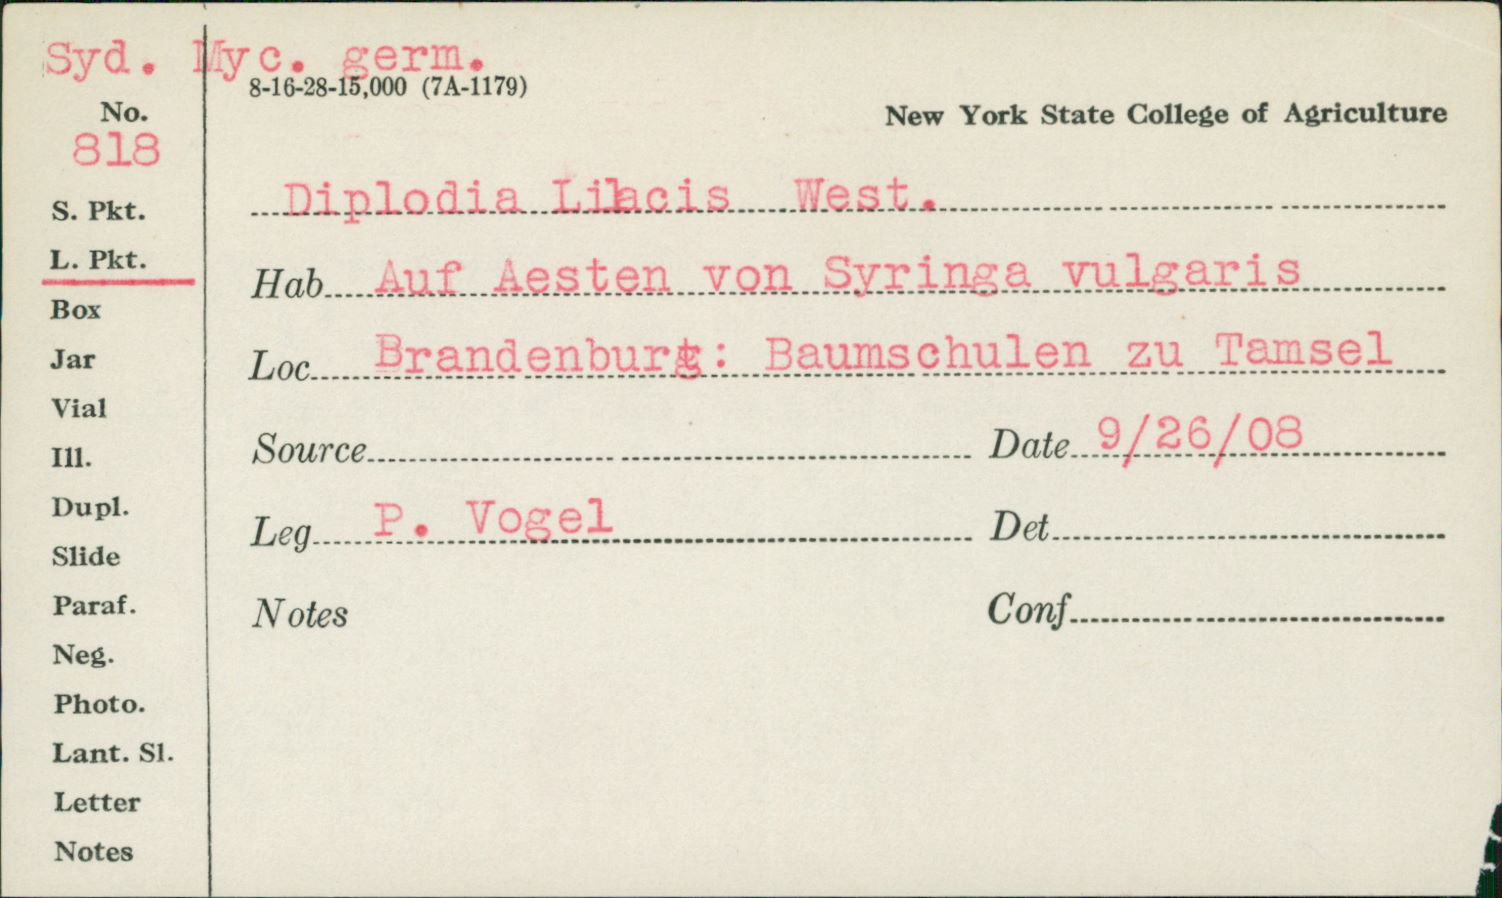 Syd. Myc. germ.
8-16-28-15,000 (7A-1179)
No.
New York State College of Agriculture
818
Diplodia Lilacis West.
S. Pkt.
L. Pkt.
Hab Auf Aesten von Syringa vulgaris
Box
Loc Brandenburg: Baumschulen zu Tamsel
Jar
Vial
Source Date 9/26/08
Ill.
Dupl.
Leg P. Vogel Det
Slide
Paraf.
Notes Conf
Neg.
Photo.
Lant. Sl.
Letter
Notes